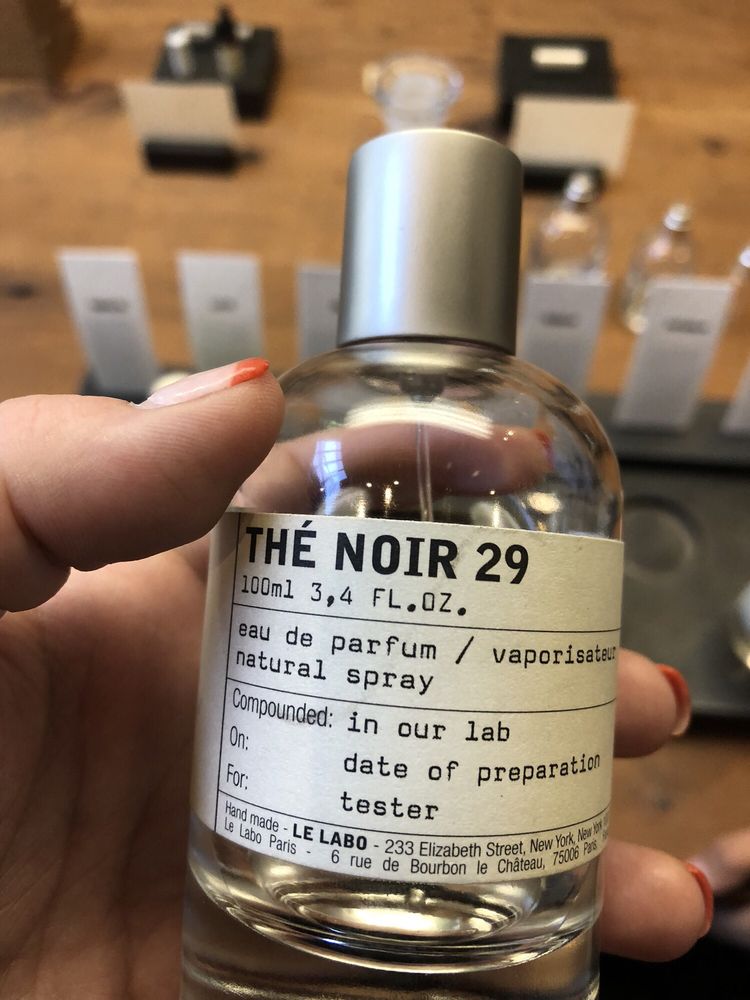 THÉ NOIR 29
100ml 3,4 FL.OZ.
eau de parfum / vaporisateur
natural spray
Compounded: in our lab
On: date of preparation
For: tester
Hand made - LE LABO - 233 Elizabeth Street, New York, New York
Le Labo Paris - 6 rue de Bourbon le Château, 75006 Paris,